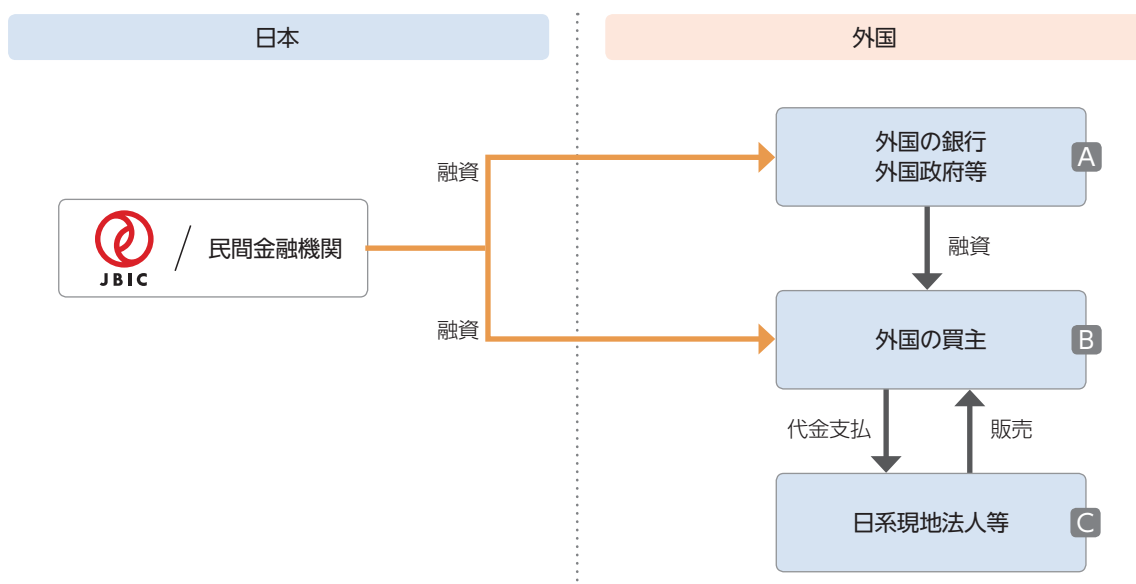 日本
外国
外国の銀行
外国政府等
A
融資
JBIC
/
民間金融機関
融資
融資
外国の買主
B
代金支払
販売
日系現地法人等
C